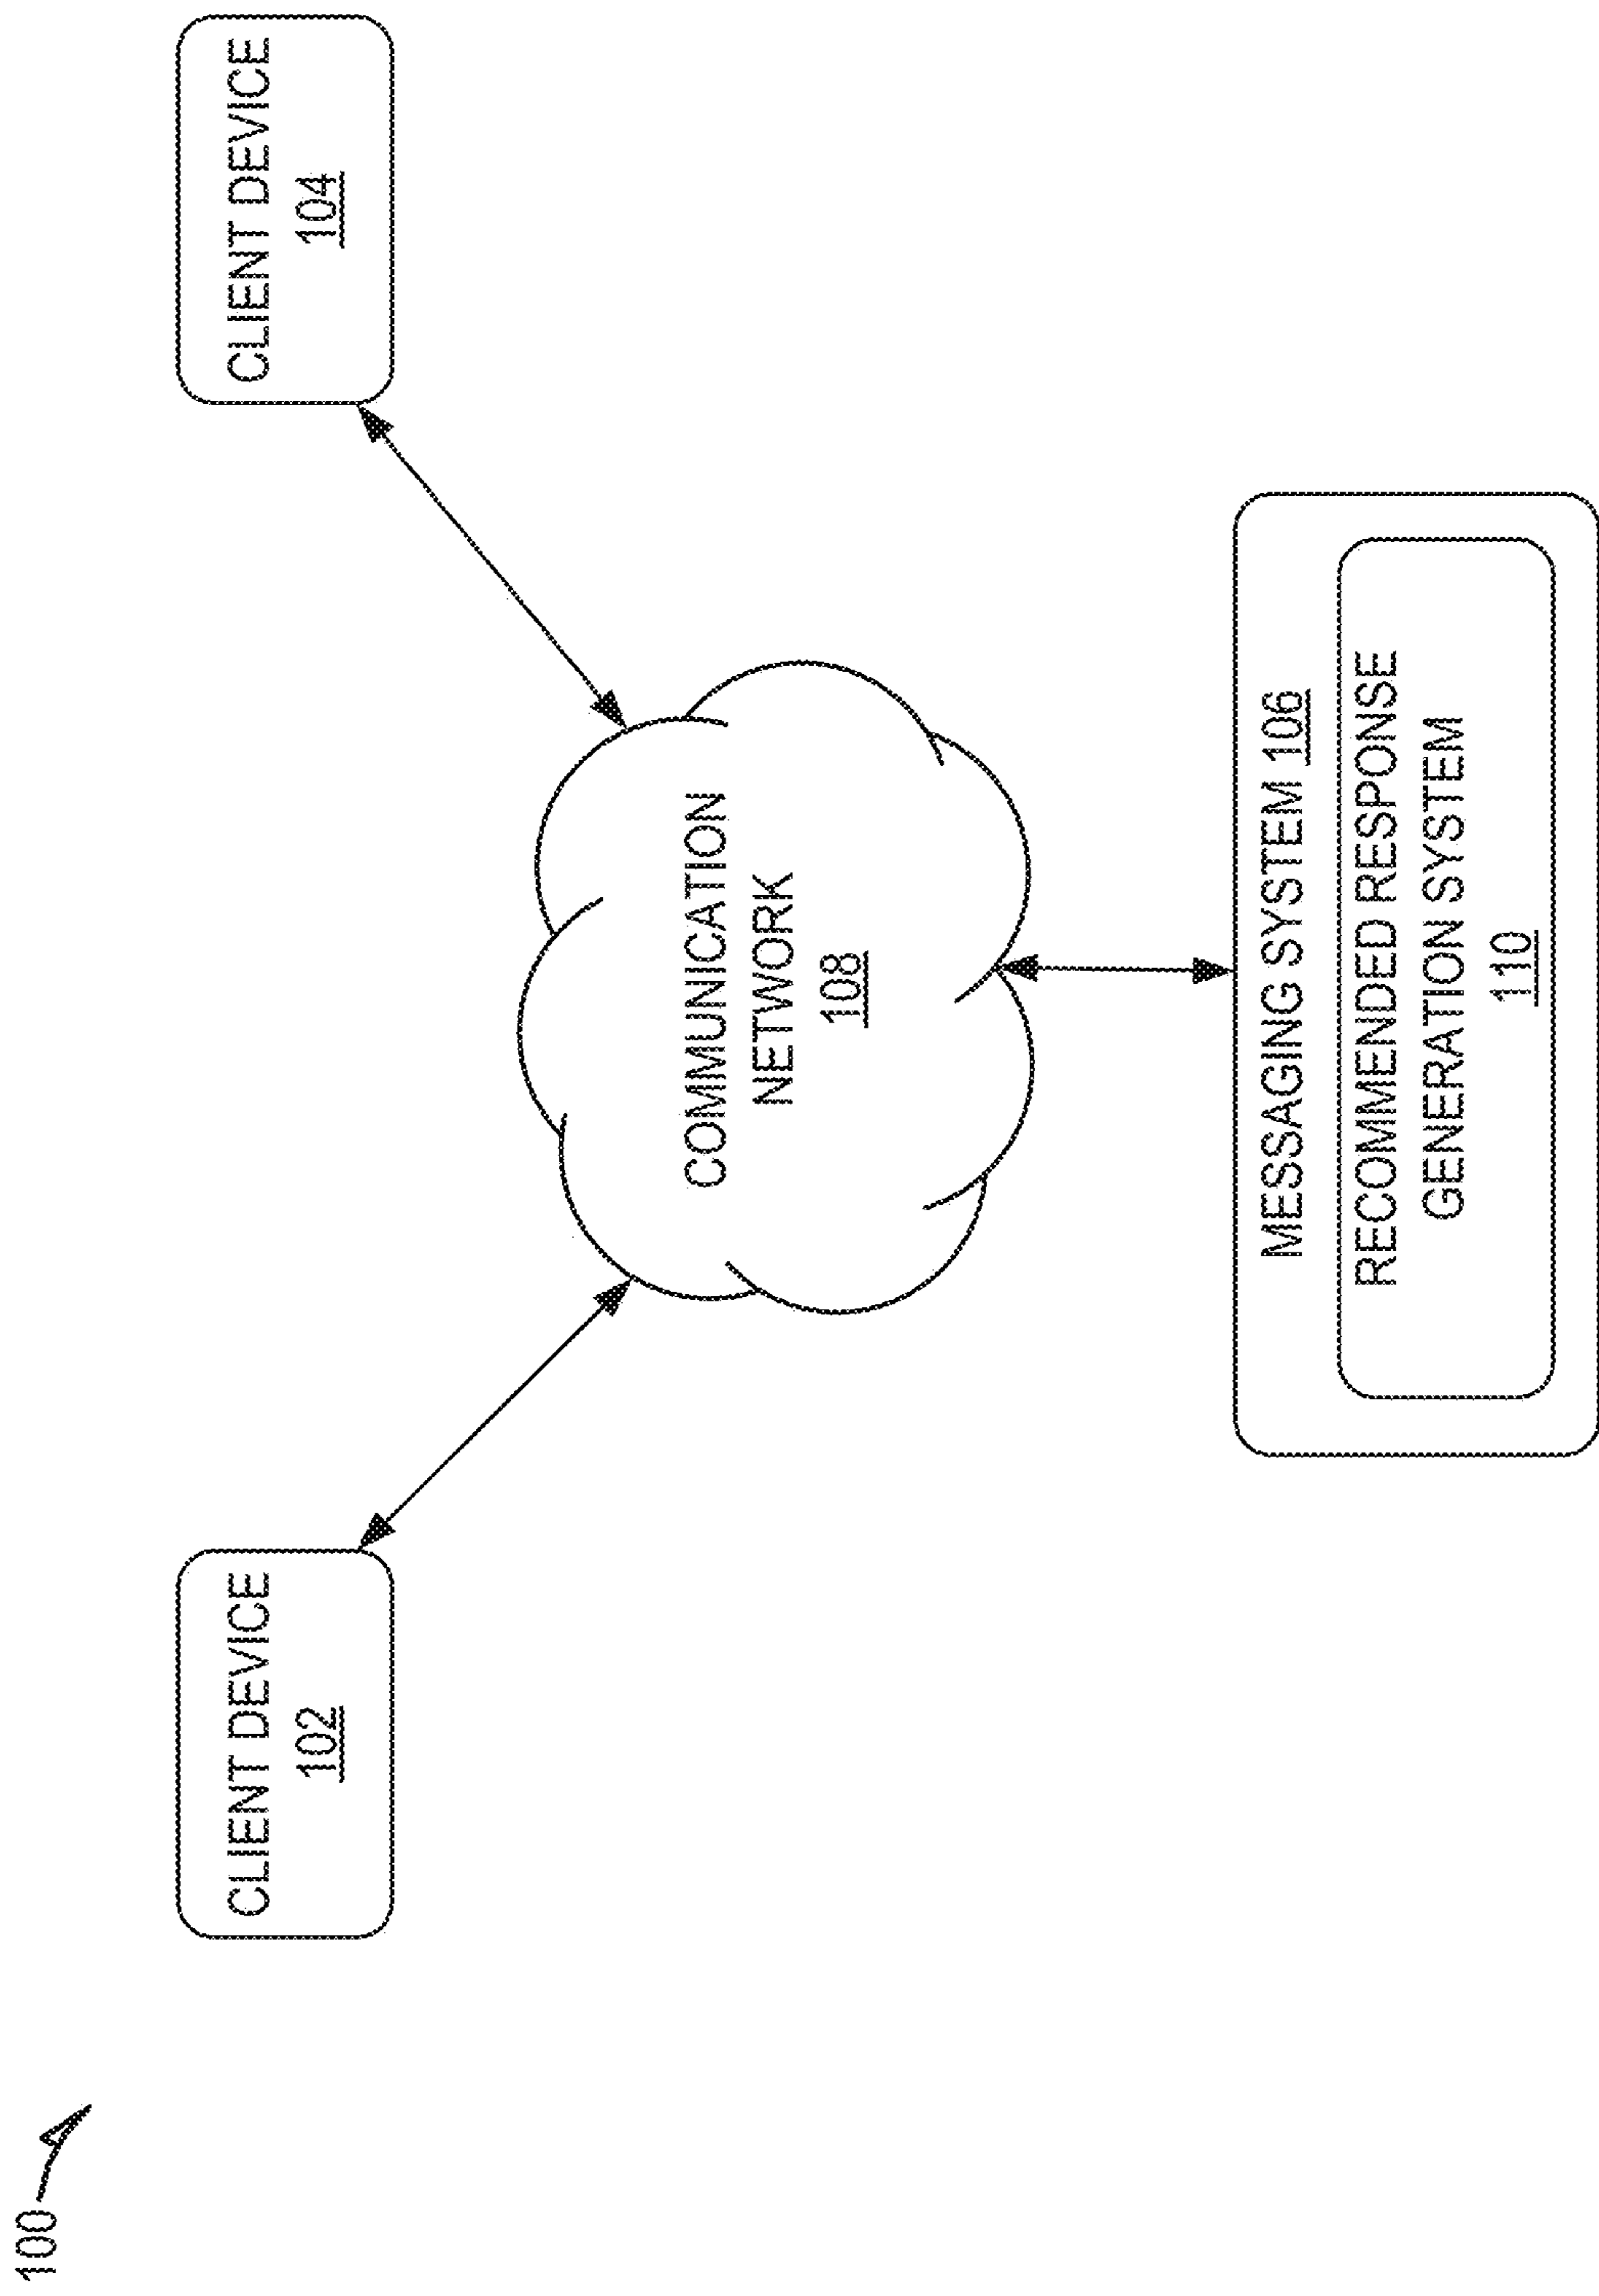 100
CLIENT DEVICE
102
CLIENT DEVICE
104
COMMUNICATION
NETWORK
108
MESSAGING SYSTEM 106
RECOMMENDED RESPONSE
GENERATION SYSTEM
110